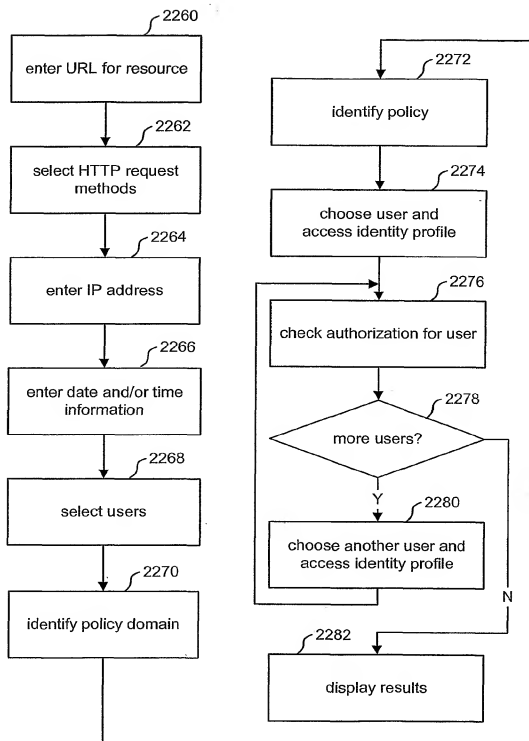 2260
enter URL for resource
2262
select HTTP request
methods
2264
enter IP address
2266
enter date and/or time
information
2268
select users
2270
identify policy domain
2272
identify policy
2274
choose user and
access identity profile
2276
check authorization for user
2278
more users?
Y
2280
choose another user and
access identity profile
N
2282
display results